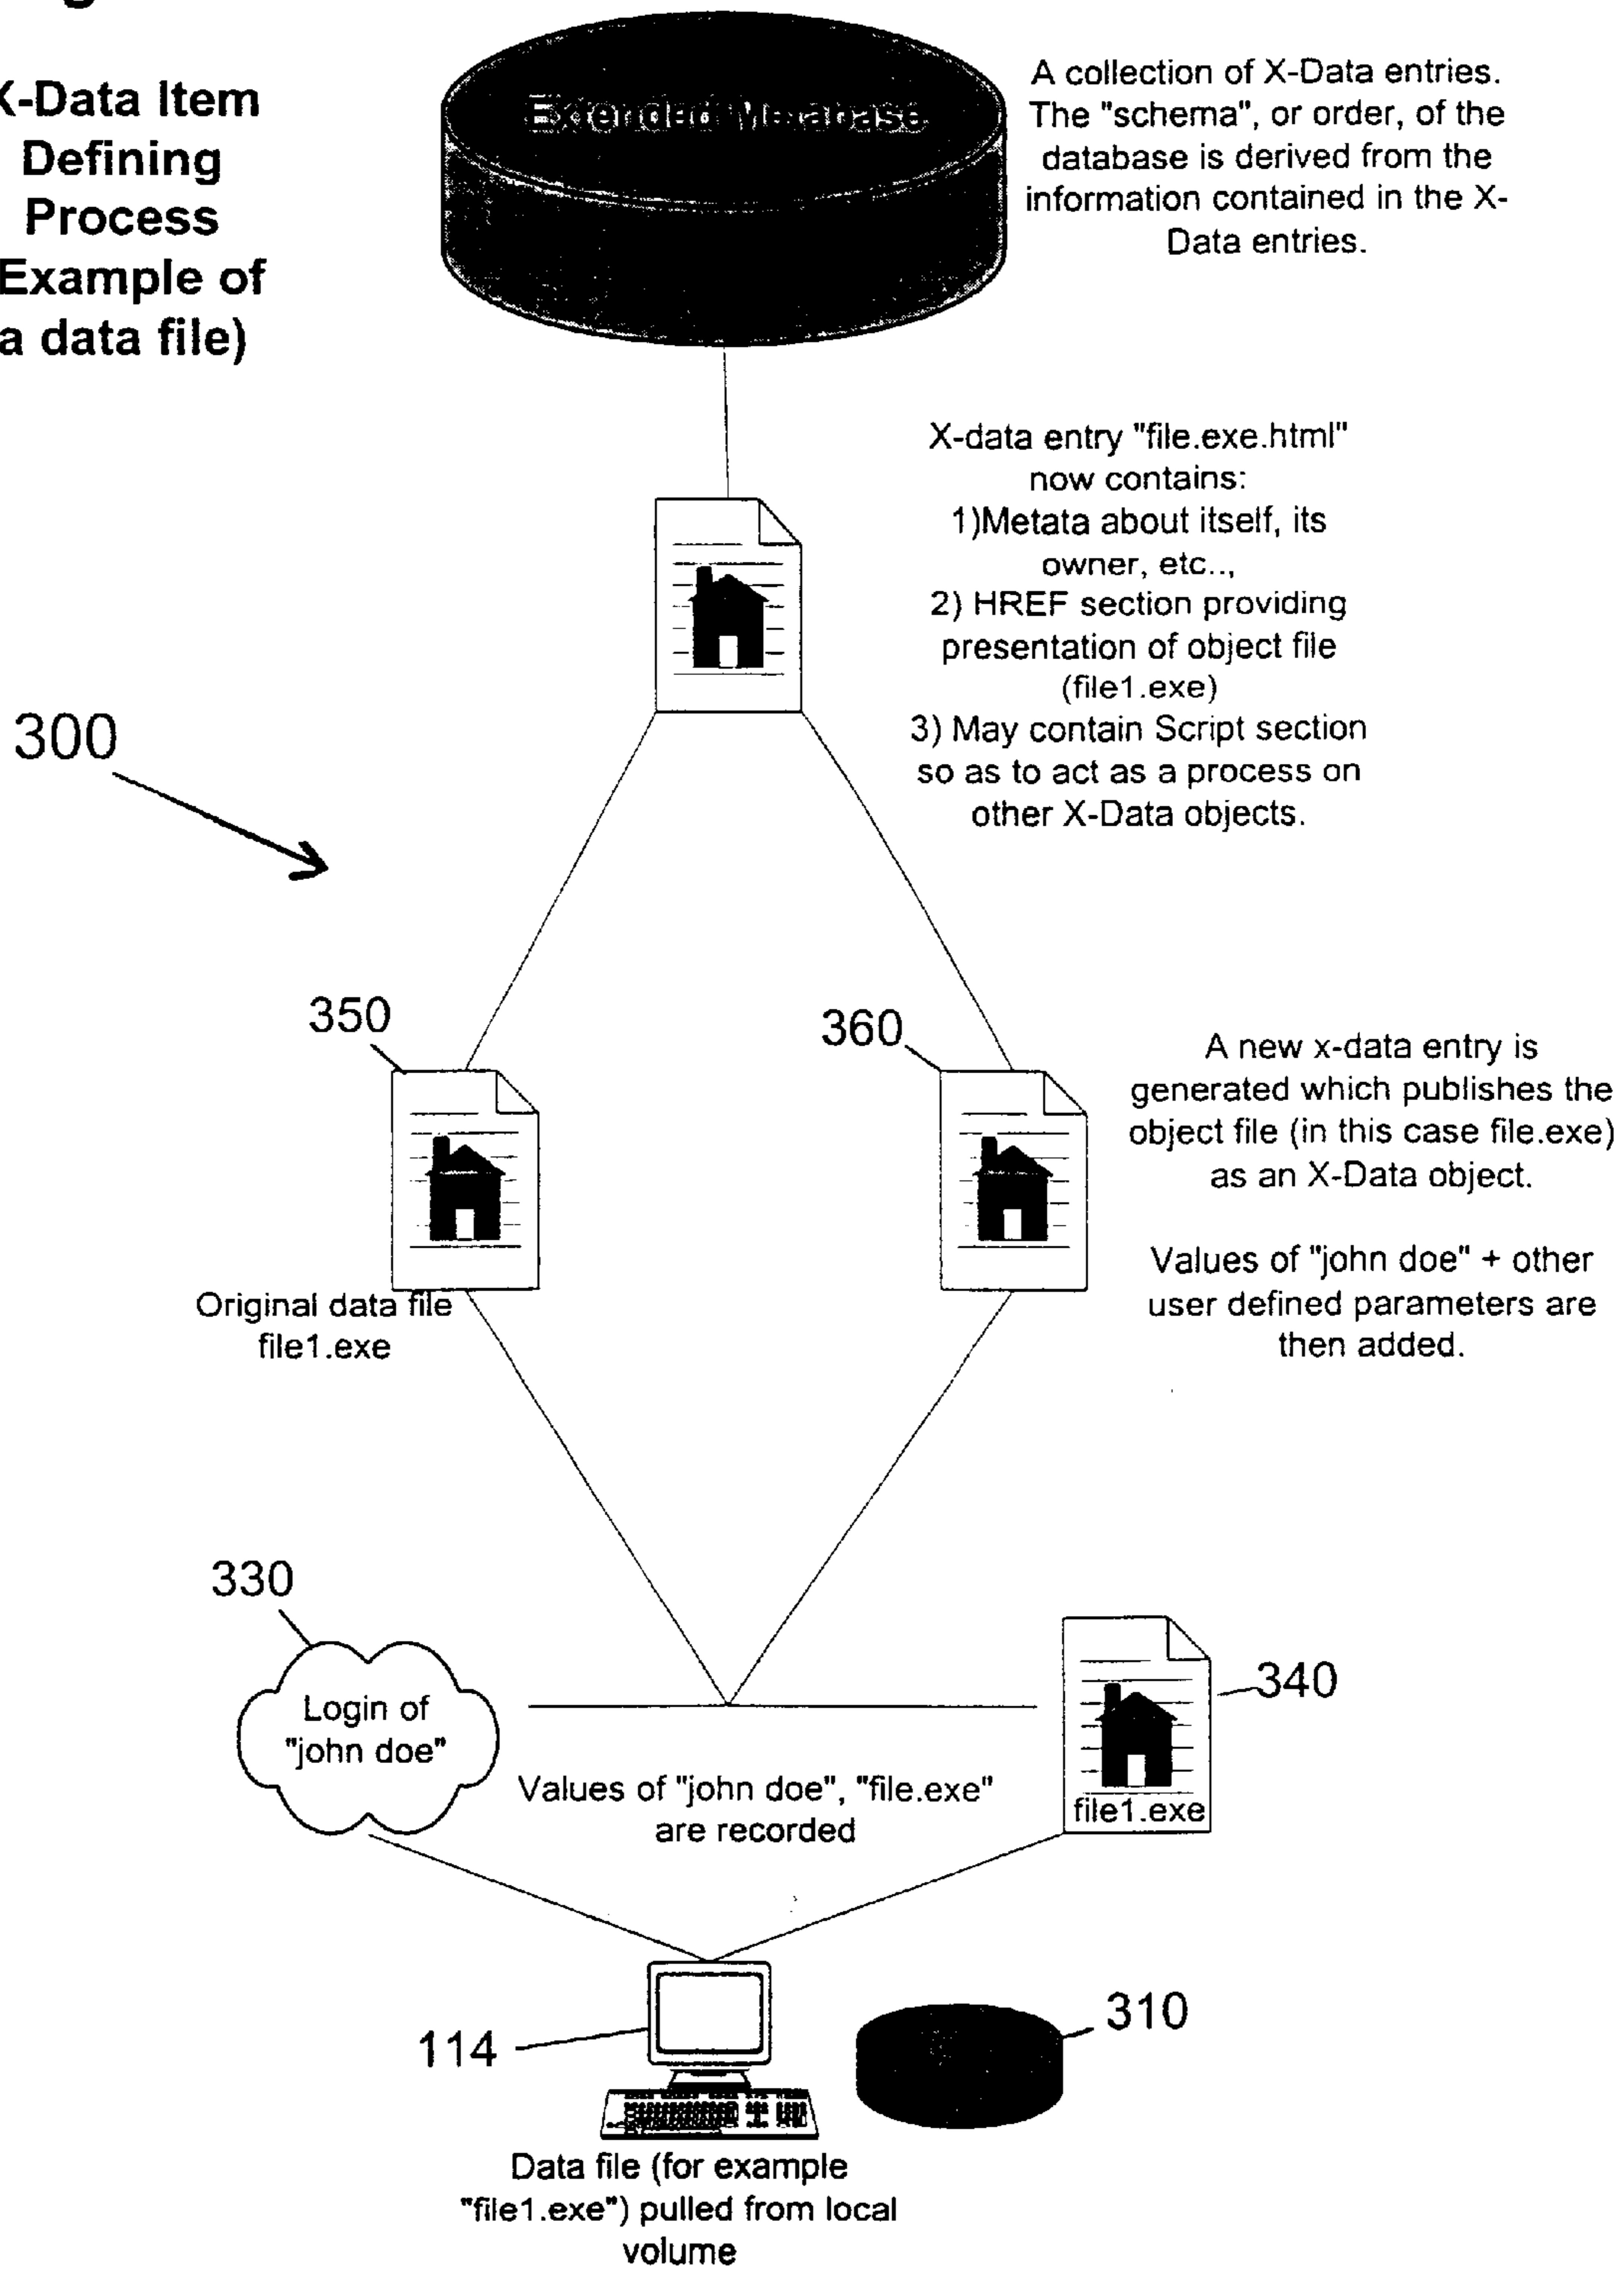 X-Data Item
Defining
Process
Example of
a data file)
Extended Metabase
A collection of X-Data entries.
The "schema", or order, of the
database is derived from the
information contained in the X-
Data entries.
X-data entry "file.exe.html"
now contains:
1)Metata about itself, its
owner, etc..,
2) HREF section providing
presentation of object file
(file1.exe)
3) May contain Script section
so as to act as a process on
other X-Data objects.
300
350
360
Original data file
file1.exe
A new x-data entry is
generated which publishes the
object file (in this case file.exe)
as an X-Data object.
Values of "john doe" + other
user defined parameters are
then added.
330
Login of
"john doe"
340
file1.exe
Values of "john doe", "file.exe"
are recorded
114
310
Data file (for example
"file1.exe") pulled from local
volume